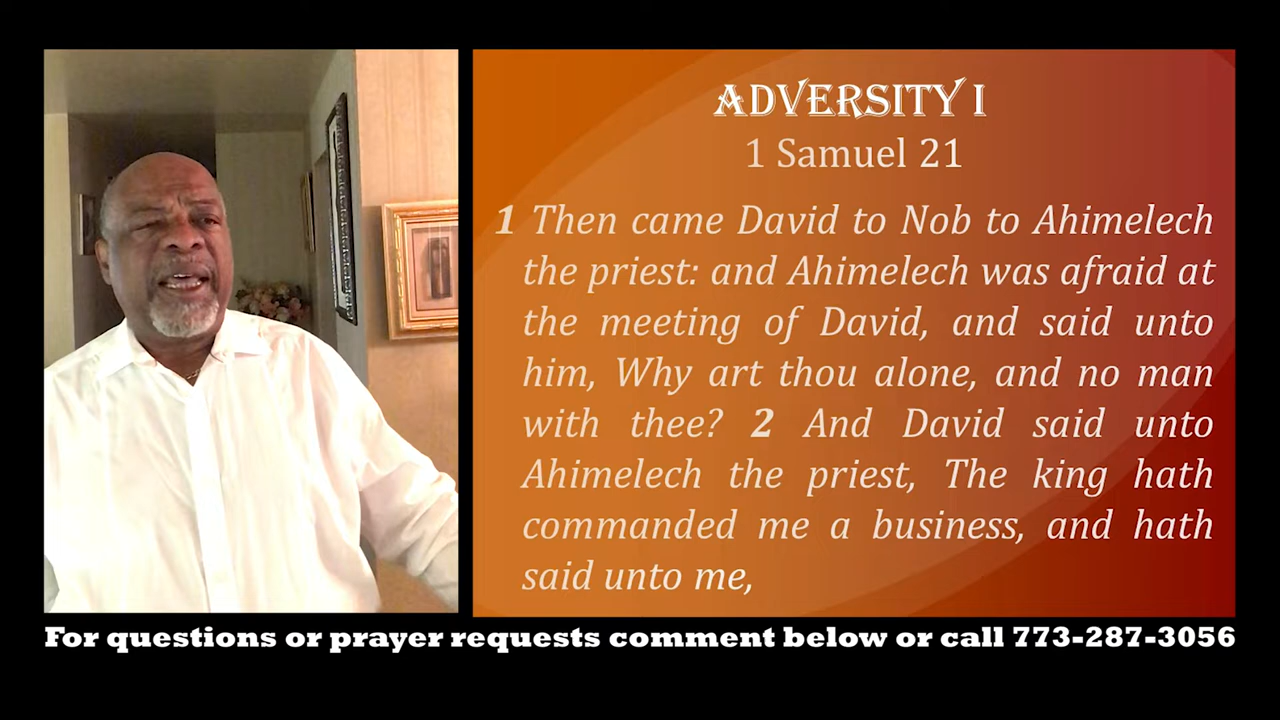 ADVERSITY I
1 Samuel 21
1 Then came David to Nob to Ahimelech
the priest: and Ahimelech was afraid at
the meeting of David, and said unto
him, Why art thou alone, and no man
with thee? 2 And David said unto
Ahimelech the priest, The king hath
commanded me a business, and hath
said unto me,
For questions or prayer requests comment below or call 773-287-3056